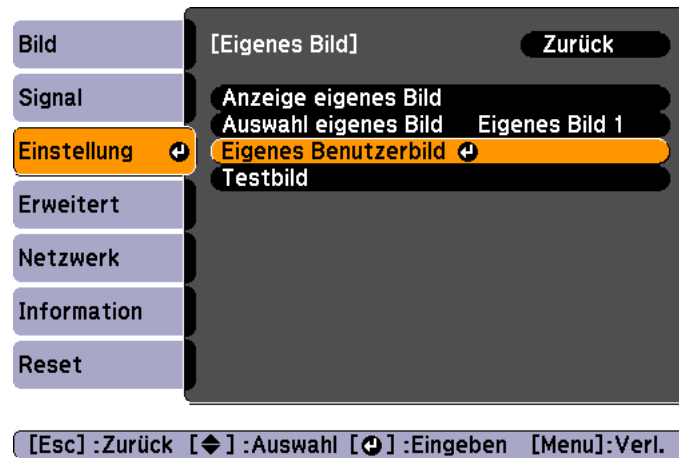 Bild
Signal
Einstellung
Erweitert
Netzwerk
Information
Reset
[Eigenes Bild] Zurück
Anzeige eigenes Bild
Auswahl eigenes Bild Eigenes Bild 1
Eigenes Benutzerbild
Testbild
[Esc] :Zurück [◆] :Auswahl [⏎] :Eingeben [Menu]:Verl.